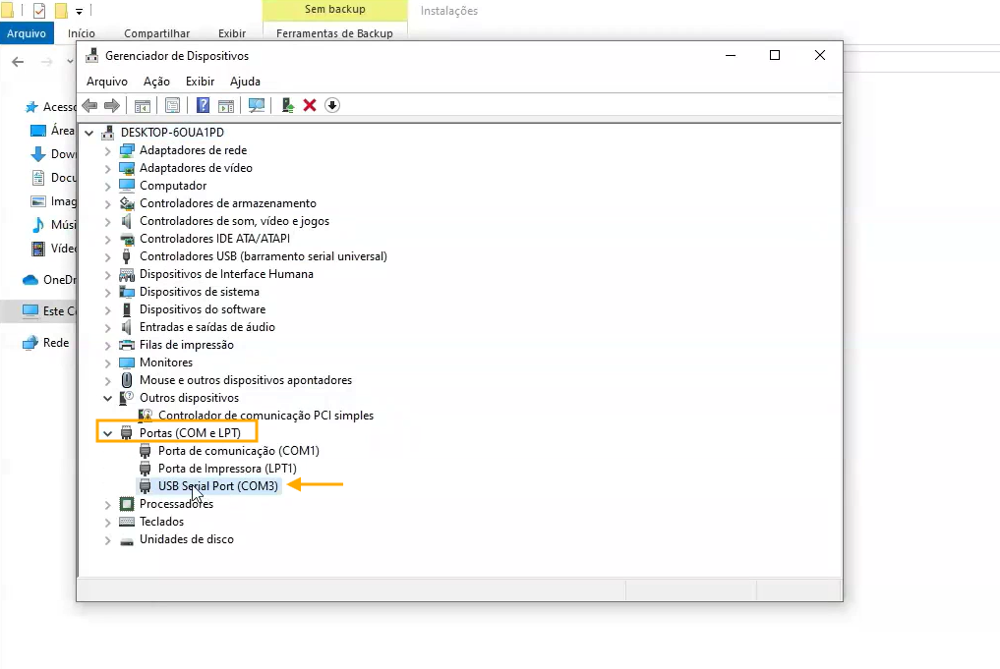 Sem backup
Instalações
Arquivo
Início
Compartilhar
Exibir
Ferramentas de Backup
Gerenciador de Dispositivos
Arquivo
Ação
Exibir
Ajuda
DESKTOP-6OUA1PD
Adaptadores de rede
Adaptadores de vídeo
Computador
Controladores de armazenamento
Controladores de som, vídeo e jogos
Controladores IDE ATA/ATAPI
Controladores USB (barramento serial universal)
Dispositivos de Interface Humana
Dispositivos de sistema
Dispositivos do software
Entradas e saídas de áudio
Filas de impressão
Monitores
Mouse e outros dispositivos apontadores
Outros dispositivos
Controlador de comunicação PCI simples
Portas (COM e LPT)
Porta de comunicação (COM1)
Porta de Impressora (LPT1)
USB Serial Port (COM3)
Processadores
Teclados
Unidades de disco
Acess
Área
Dow
Docu
Imag
Músi
Víde
OneDr
Este C
Rede